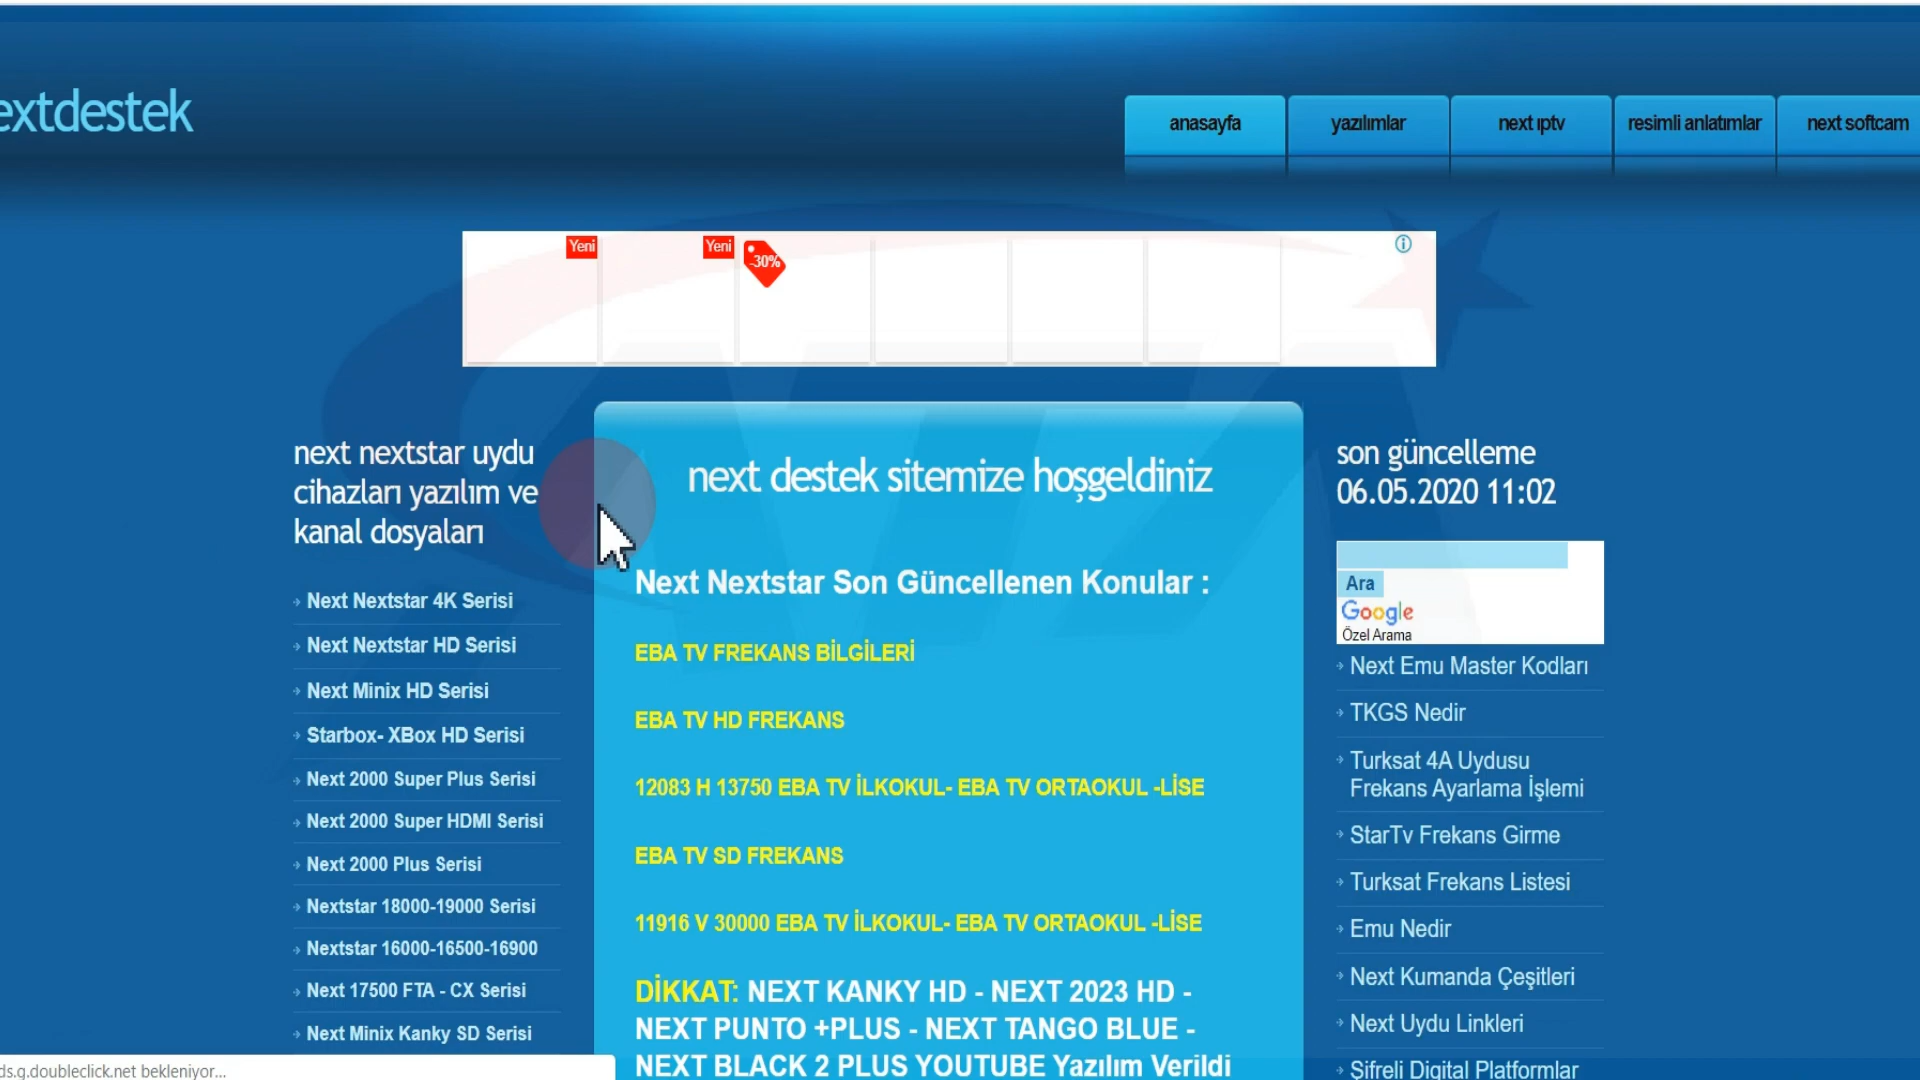 extdestek
anasayfa
yazılımlar
next ıptv
resimli anlatımlar
next softcam
Yeni
Yeni
-30%
next nextstar uydu
cihazları yazılım ve
kanal dosyaları
Next Nextstar 4K Serisi
Next Nextstar HD Serisi
Next Minix HD Serisi
Starbox- XBox HD Serisi
Next 2000 Super Plus Serisi
Next 2000 Super HDMI Serisi
Next 2000 Plus Serisi
Nextstar 18000-19000 Serisi
Nextstar 16000-16500-16900
Next 17500 FTA - CX Serisi
Next Minix Kanky SD Serisi
next destek sitemize hoşgeldiniz
Next Nextstar Son Güncellenen Konular :
EBA TV FREKANS BİLGİLERİ
EBA TV HD FREKANS
12083 H 13750 EBA TV İLKOKUL- EBA TV ORTAOKUL -LİSE
EBA TV SD FREKANS
11916 V 30000 EBA TV İLKOKUL- EBA TV ORTAOKUL -LİSE
DİKKAT: NEXT KANKY HD - NEXT 2023 HD -
NEXT PUNTO +PLUS - NEXT TANGO BLUE -
NEXT BLACK 2 PLUS YOUTUBE Yazılım Verildi
son güncelleme
06.05.2020 11:02
Ara
Google
Özel Arama
Next Emu Master Kodları
TKGS Nedir
Turksat 4A Uydusu
Frekans Ayarlama İşlemi
StarTv Frekans Girme
Turksat Frekans Listesi
Emu Nedir
Next Kumanda Çeşitleri
Next Uydu Linkleri
Şifreli Digital Platformlar
ds.g.doubleclick.net bekleniyor...